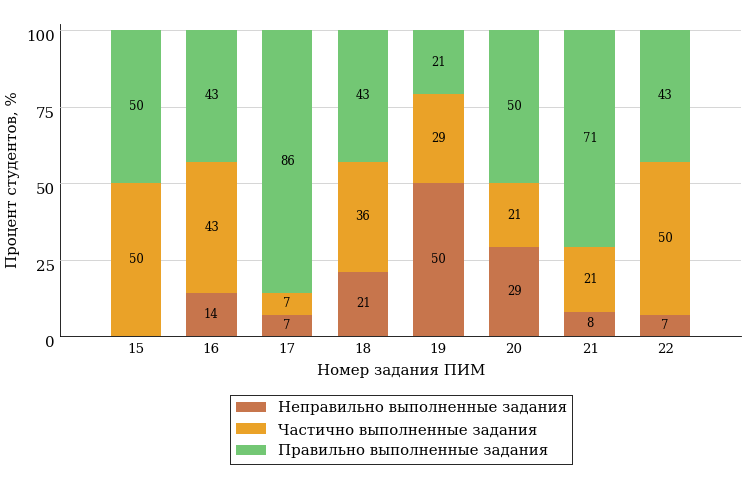 Процент студентов, %
100
75
50
25
0
50 43 86 43 21 50 71 43
50 43 7 36 29 21 21 50
14 7 21 50 29 8 7
15 16 17 18 19 20 21 22
Номер задания ПИМ
Неправильно выполненные задания
Частично выполненные задания
Правильно выполненные задания